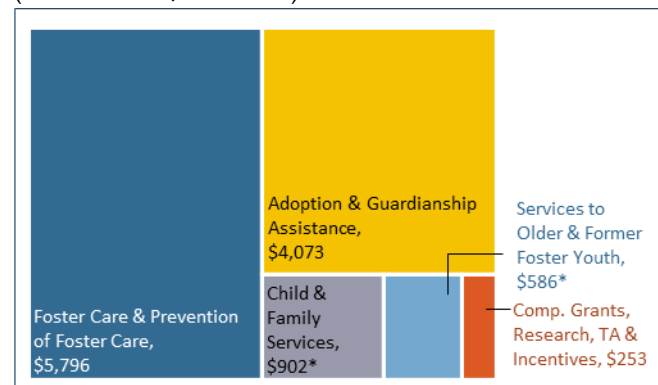 Adoption & Guardianship
Assistance,
$4,073
Services to
Older & Former
Foster Youth,
$586*
Child &
Family
Services,
$902*
Foster Care & Prevention
of Foster Care,
$5,796
Comp. Grants,
Research, TA &
Incentives, $253